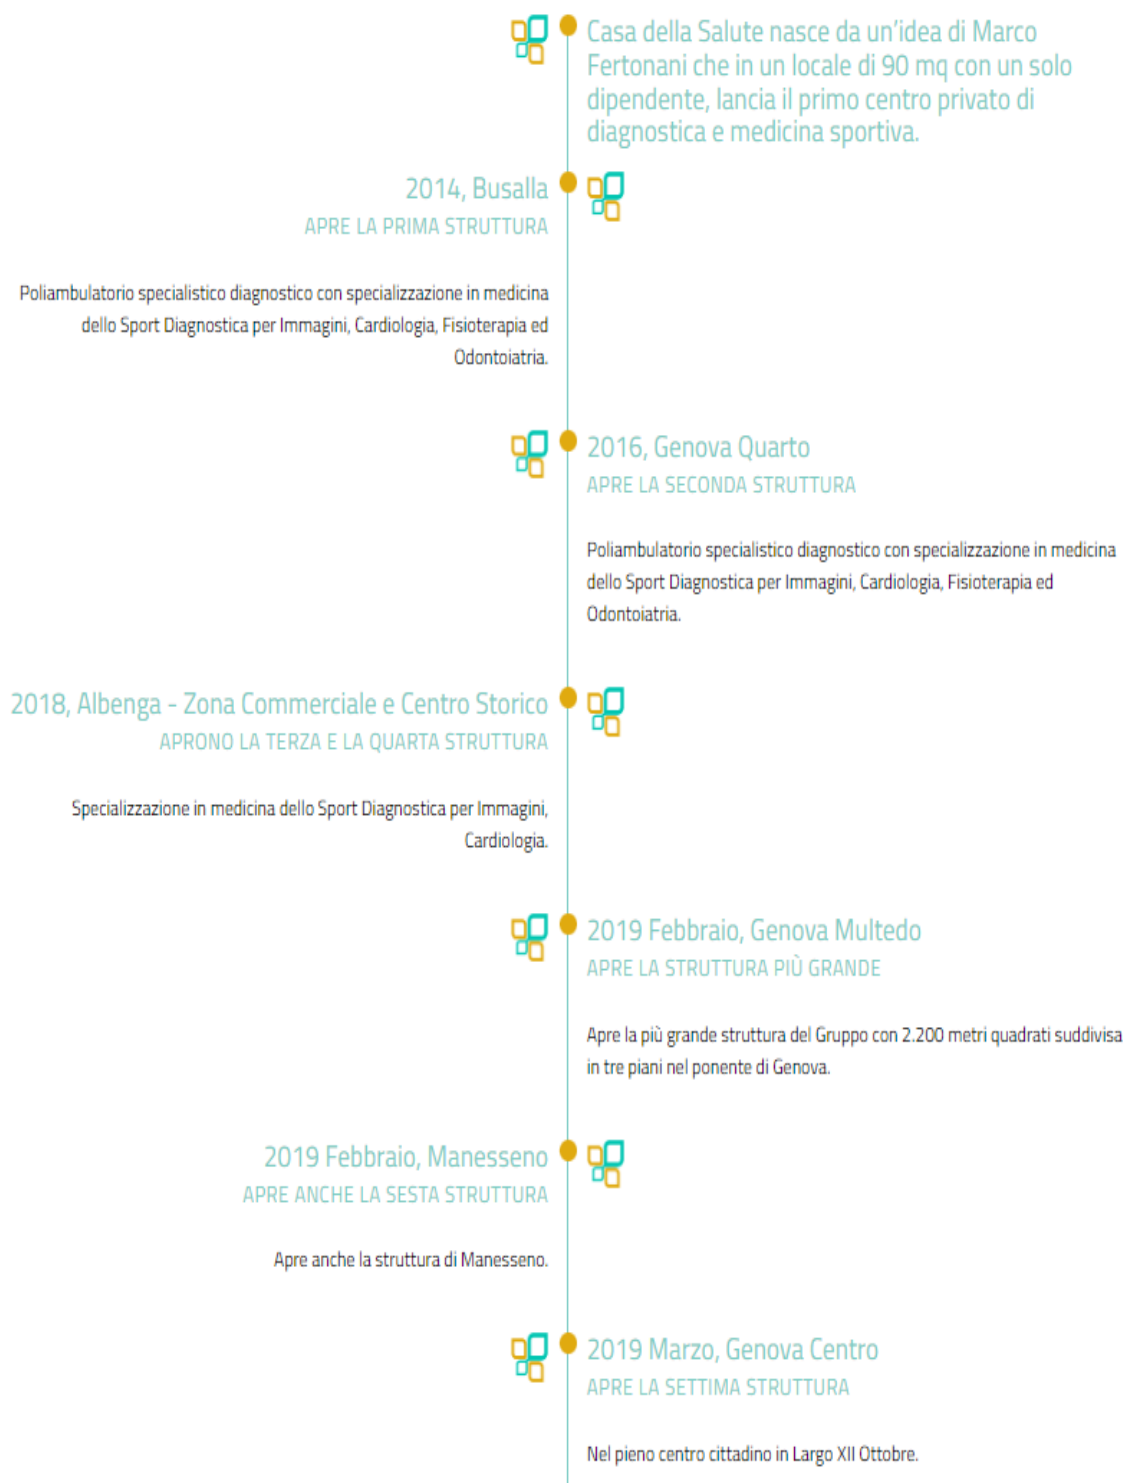 Casa della Salute nasce da un'idea di Marco
Fertonani che in un locale di 90 mq con un solo
dipendente, lancia il primo centro privato di
diagnostica e medicina sportiva.
2014, Busalla
APRE LA PRIMA STRUTTURA
Poliambulatorio specialistico diagnostico con specializzazione in medicina
dello Sport Diagnostica per Immagini, Cardiologia, Fisioterapia ed
Odontoiatria.
2016, Genova Quarto
APRE LA SECONDA STRUTTURA
Poliambulatorio specialistico diagnostico con specializzazione in medicina
dello Sport Diagnostica per Immagini, Cardiologia, Fisioterapia ed
Odontoiatria.
2018, Albenga - Zona Commerciale e Centro Storico
APRONO LA TERZA E LA QUARTA STRUTTURA
Specializzazione in medicina dello Sport Diagnostica per Immagini,
Cardiologia.
2019 Febbraio, Genova Multedo
APRE LA STRUTTURA PIÙ GRANDE
Apre la più grande struttura del Gruppo con 2.200 metri quadrati suddivisa
in tre piani nel ponente di Genova.
2019 Febbraio, Manesseno
APRE ANCHE LA SESTA STRUTTURA
Apre anche la struttura di Manesseno.
2019 Marzo, Genova Centro
APRE LA SETTIMA STRUTTURA
Nel pieno centro cittadino in Largo XII Ottobre.